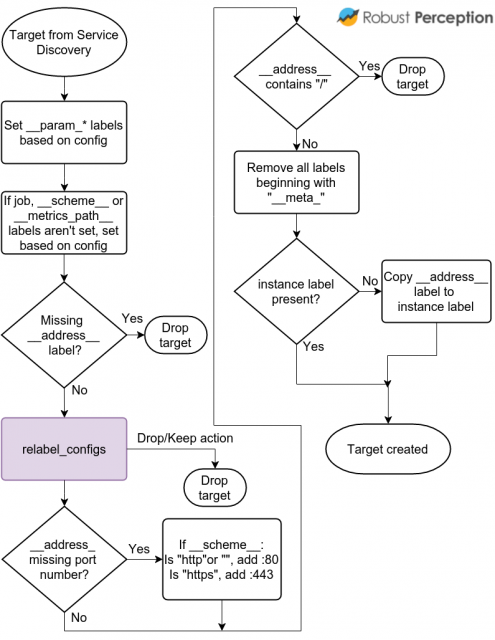 Robust Perception
Target from Service
Discovery
Set __param_* labels
based on config
If job, __scheme__ or
__metrics_path__
labels aren't set, set
based on config
Missing
__address__
label?
Yes
Drop
target
No
relabel_configs
Drop/Keep action
Drop
target
__address_
missing port
number?
Yes
If __scheme__:
Is "http"or "", add :80
Is "https", add :443
No
__address__
contains "/"
Yes
Drop
target
No
Remove all labels
beginning with
"__meta_"
instance label
present?
No
Copy __address__
label to
instance label
Yes
Target created